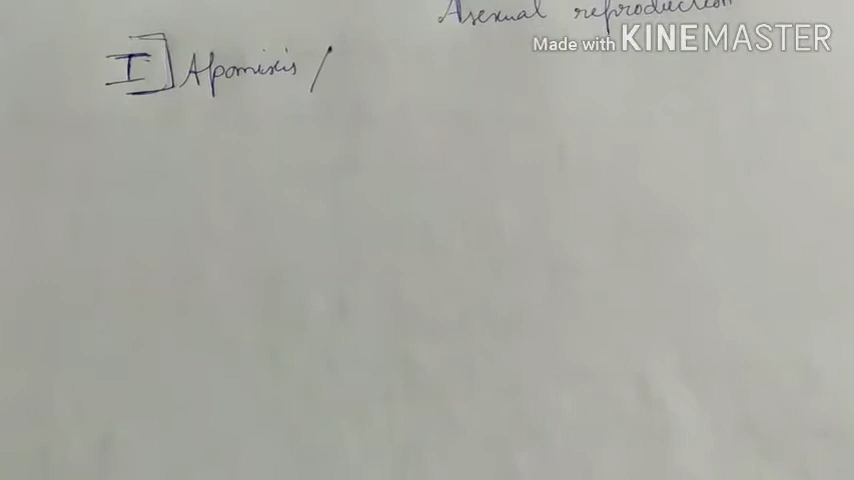 Asexual reproduction
Made with KINEMASTER
I] Apomixis /